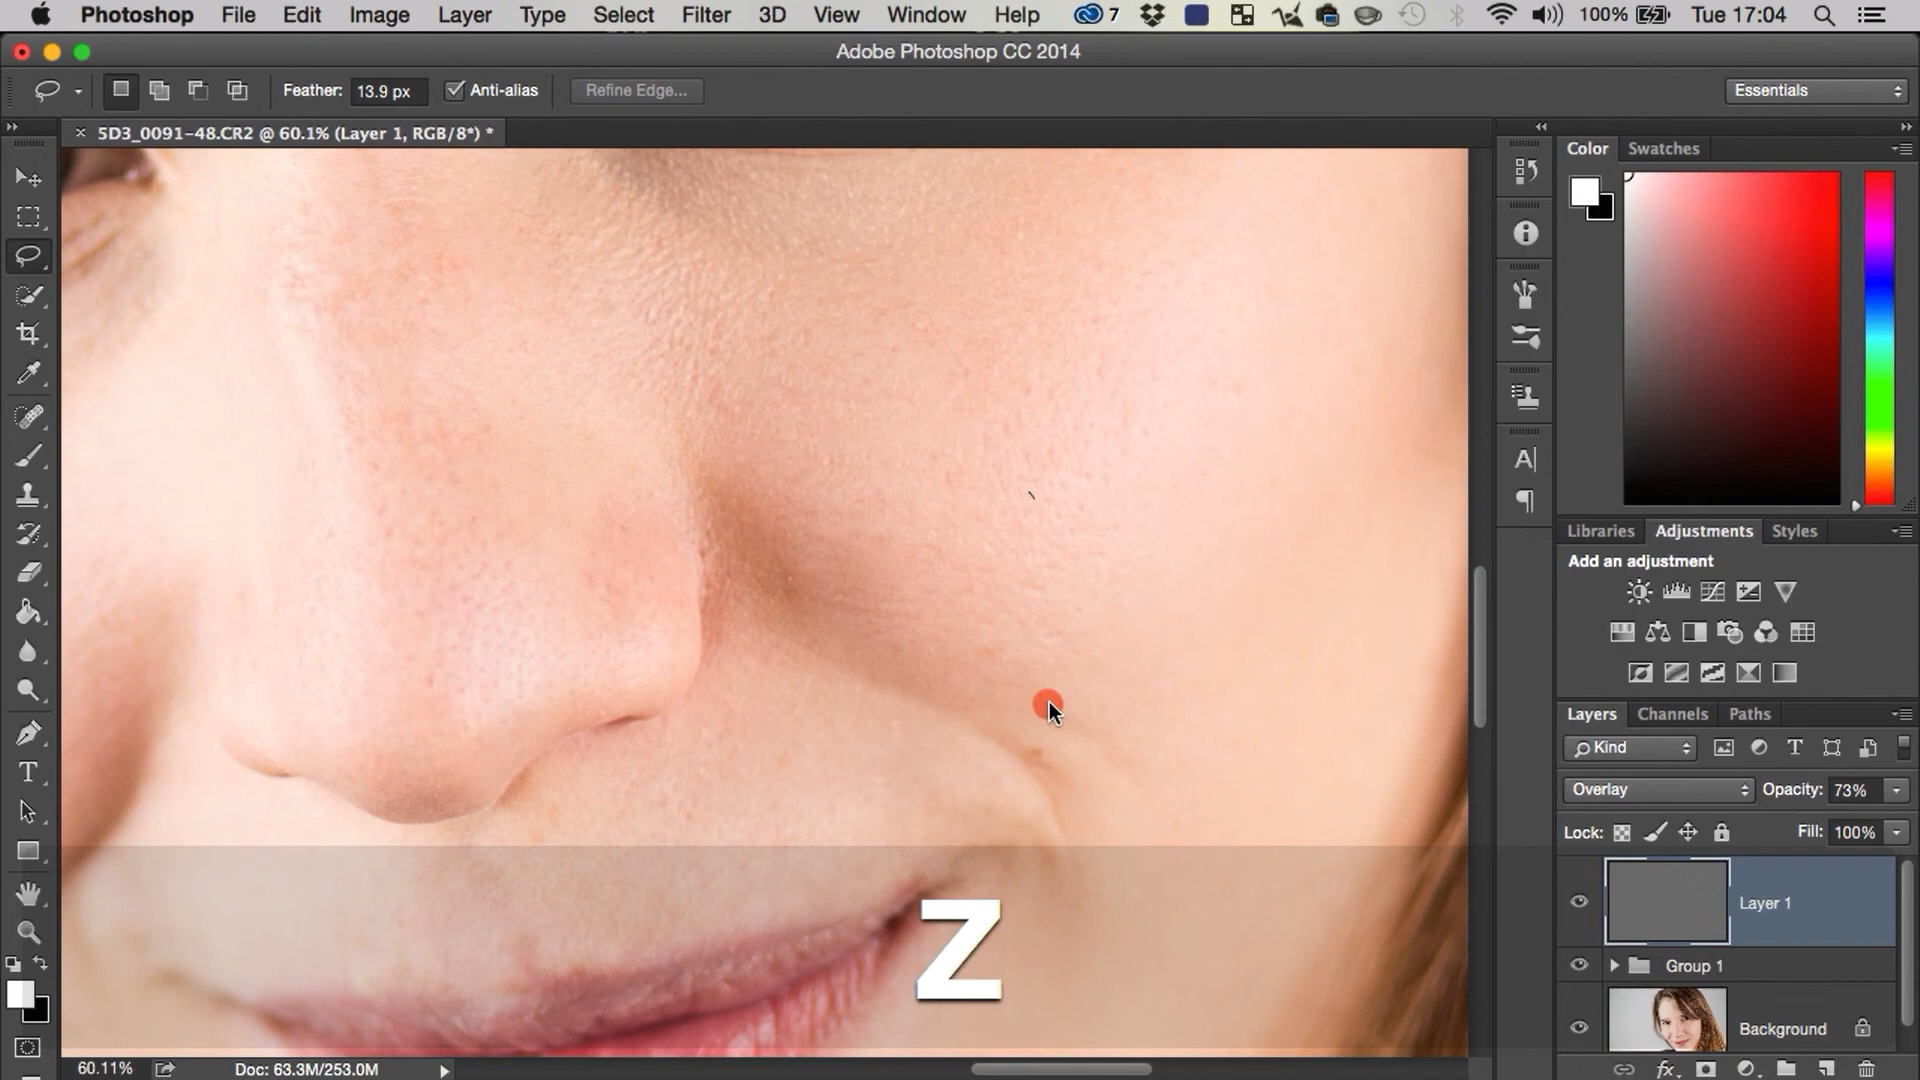 Photoshop File Edit Image Layer Type Select Filter 3D View Window Help 7 100% Tue 17:04
Adobe Photoshop CC 2014
Feather: 13.9 px Anti-alias Refine Edge... Essentials
5D3_0091-48.CR2 @ 60.1% (Layer 1, RGB/8*) *
Color Swatches
Libraries Adjustments Styles
Add an adjustment
Layers Channels Paths
Kind
Overlay Opacity: 73%
Lock: Fill: 100%
Layer 1
Group 1
Background
Z
60.11% Doc: 63.3M/253.0M